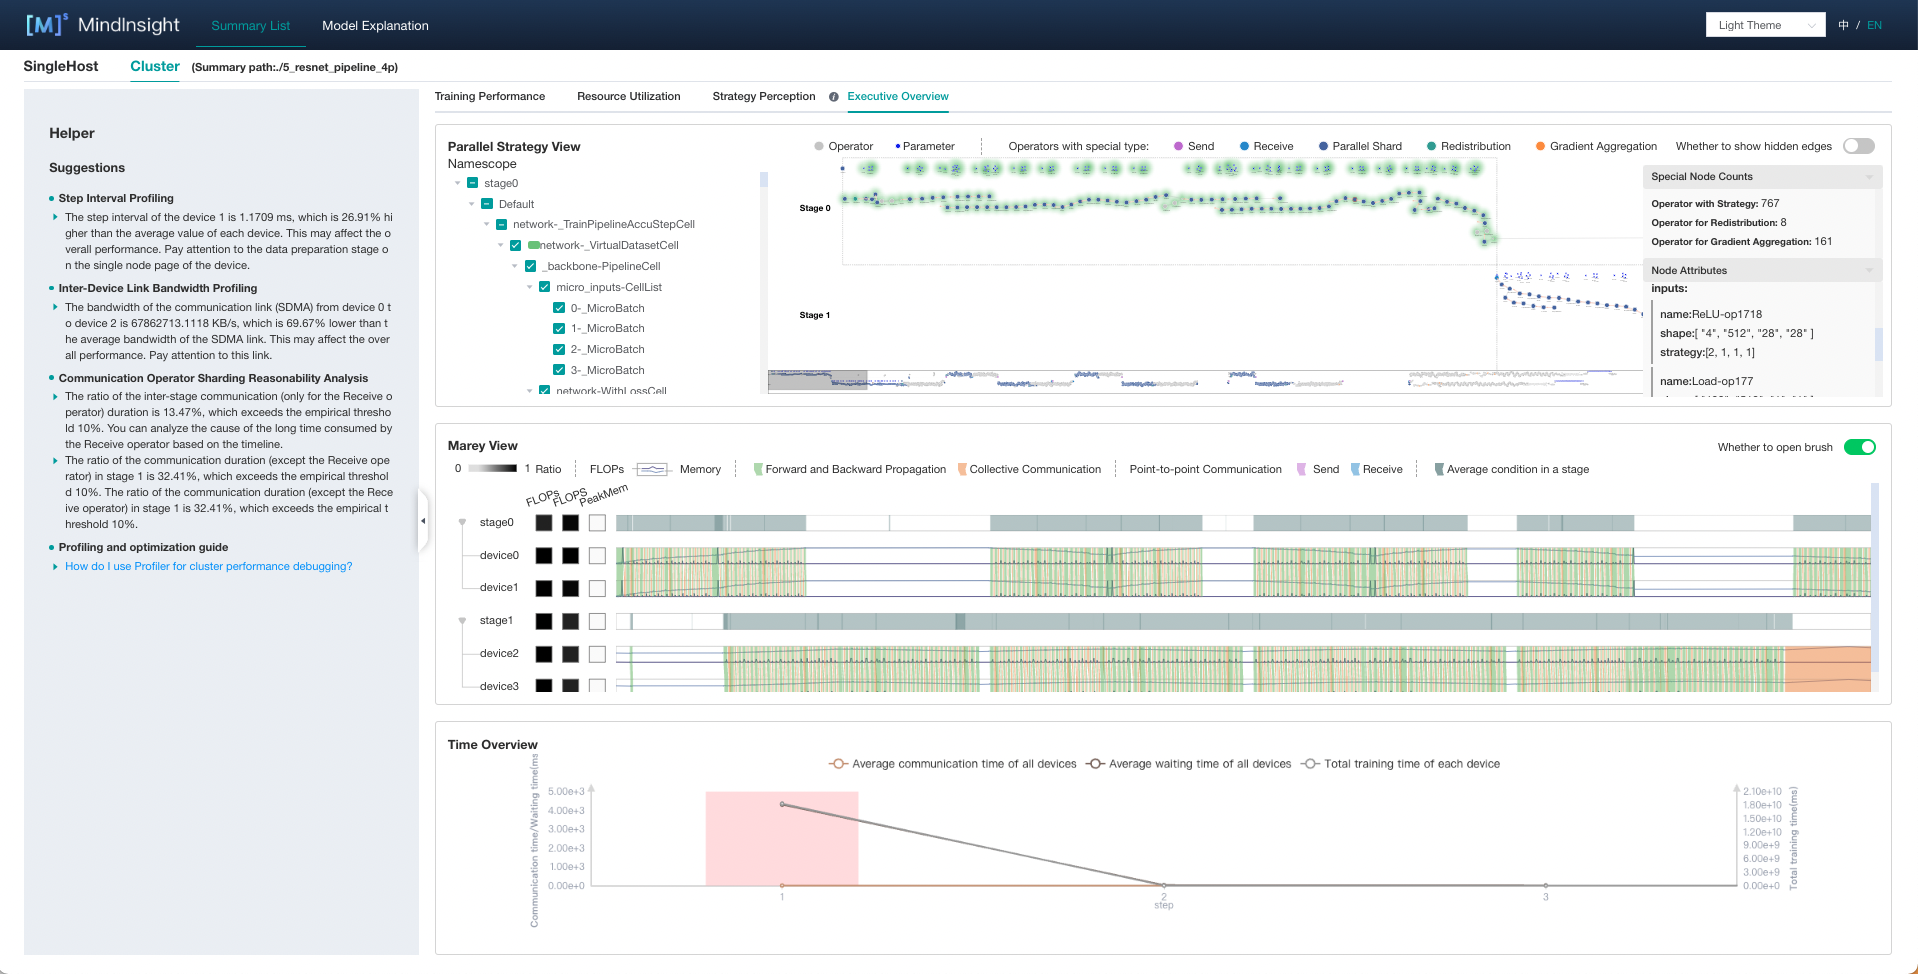 [M]s MindInsight
Summary List
Model Explanation
Light Theme
中 / EN
SingleHost
Cluster
(Summary path:./5_resnet_pipeline_4p)
Helper
Suggestions
Step Interval Profiling
The step interval of the device 1 is 1.1709 ms, which is 26.91% hi
gher than the average value of each device. This may affect the o
verall performance. Pay attention to the data preparation stage o
n the single node page of the device.
Inter-Device Link Bandwidth Profiling
The bandwidth of the communication link (SDMA) from device 0 t
o device 2 is 67862713.1118 KB/s, which is 69.67% lower than t
he average bandwidth of the SDMA link. This may affect the over
all performance. Pay attention to this link.
Communication Operator Sharding Reasonability Analysis
The ratio of the inter-stage communication (only for the Receive o
perator) duration is 13.47%, which exceeds the empirical thresho
ld 10%. You can analyze the cause of the long time consumed by
the Receive operator based on the timeline.
The ratio of the communication duration (except the Receive ope
rator) in stage 1 is 32.41%, which exceeds the empirical threshol
d 10%. The ratio of the communication duration (except the Rece
ive operator) in stage 1 is 32.41%, which exceeds the empirical t
hreshold 10%.
Profiling and optimization guide
How do I use Profiler for cluster performance debugging?
Training Performance
Resource Utilization
Strategy Perception
Executive Overview
Parallel Strategy View
Operator
Parameter
Operators with special type:
Send
Receive
Parallel Shard
Redistribution
Gradient Aggregation
Whether to show hidden edges
Namescope
stage0
Default
network-_TrainPipelineAccuStepCell
network-_VirtualDatasetCell
_backbone-PipelineCell
micro_inputs-CellList
0-_MicroBatch
1-_MicroBatch
2-_MicroBatch
3-_MicroBatch
network-WithLossCell
Stage 0
Stage 1
Special Node Counts
Operator with Strategy: 767
Operator for Redistribution: 8
Operator for Gradient Aggregation: 161
Node Attributes
inputs:
name:ReLU-op1718
shape:[ "4", "512", "28", "28" ]
strategy:[2, 1, 1, 1]
name:Load-op177
Marey View
Whether to open brush
0
1 Ratio
FLOPs
Memory
Forward and Backward Propagation
Collective Communication
Point-to-point Communication
Send
Receive
Average condition in a stage
FLOPs
FLOPS
PeakMem
stage0
device0
device1
stage1
device2
device3
Time Overview
Average communication time of all devices
Average waiting time of all devices
Total training time of each device
Communication time/Waiting time(ms
5.00e+3
4.00e+3
3.00e+3
2.00e+3
1.00e+3
0.00e+0
1
2
3
step
2.10e+10
1.80e+10
1.50e+10
1.20e+10
9.00e+9
6.00e+9
3.00e+9
0.00e+0
Total training time(ms)